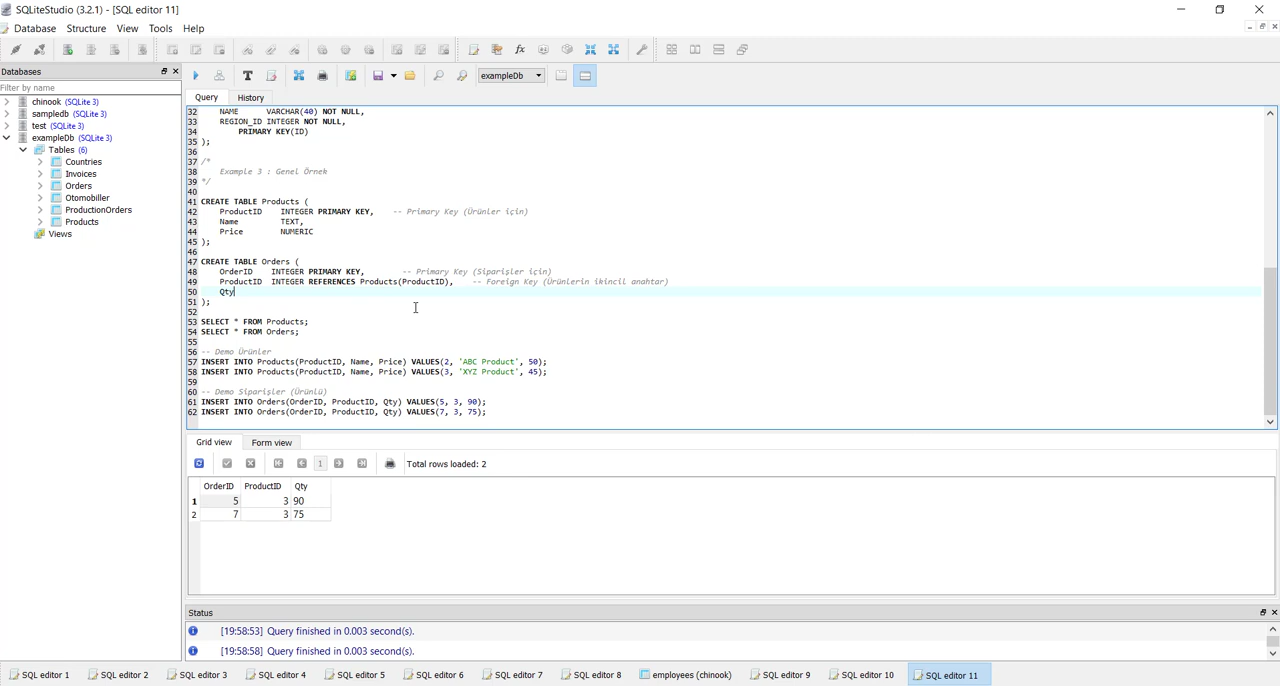 SQLiteStudio (3.2.1) - [SQL editor 11]
Database Structure View Tools Help
Databases
Filter by name
chinook (SQLite 3)
sampledb (SQLite 3)
test (SQLite 3)
exampleDb (SQLite 3)
Tables (6)
Countries
Invoices
Orders
Otomobiller
ProductionOrders
Products
Views
exampleDb
Query History
32 NAME VARCHAR(40) NOT NULL,
33 REGION_ID INTEGER NOT NULL,
34 PRIMARY KEY(ID)
35 );
36
37 /*
38 Example 3 : Genel Örnek
39 */
40
41 CREATE TABLE Products (
42 ProductID INTEGER PRIMARY KEY, -- Primary Key (Ürünler için)
43 Name TEXT,
44 Price NUMERIC
45 );
46
47 CREATE TABLE Orders (
48 OrderID INTEGER PRIMARY KEY, -- Primary Key (Siparişler için)
49 ProductID INTEGER REFERENCES Products(ProductID), -- Foreign Key (Ürünlerin ikincil anahtar)
50 Qty
51 );
52
53 SELECT * FROM Products;
54 SELECT * FROM Orders;
55
56 -- Demo Ürünler
57 INSERT INTO Products(ProductID, Name, Price) VALUES(2, 'ABC Product', 50);
58 INSERT INTO Products(ProductID, Name, Price) VALUES(3, 'XYZ Product', 45);
59
60 -- Demo Siparişler (Ürünlü)
61 INSERT INTO Orders(OrderID, ProductID, Qty) VALUES(5, 3, 90);
62 INSERT INTO Orders(OrderID, ProductID, Qty) VALUES(7, 3, 75);
Grid view Form view
1 Total rows loaded: 2
OrderID ProductID Qty
1 5 3 90
2 7 3 75
Status
[19:58:53] Query finished in 0.003 second(s).
[19:58:58] Query finished in 0.003 second(s).
SQL editor 1 SQL editor 2 SQL editor 3 SQL editor 4 SQL editor 5 SQL editor 6 SQL editor 7 SQL editor 8 employees (chinook) SQL editor 9 SQL editor 10 SQL editor 11